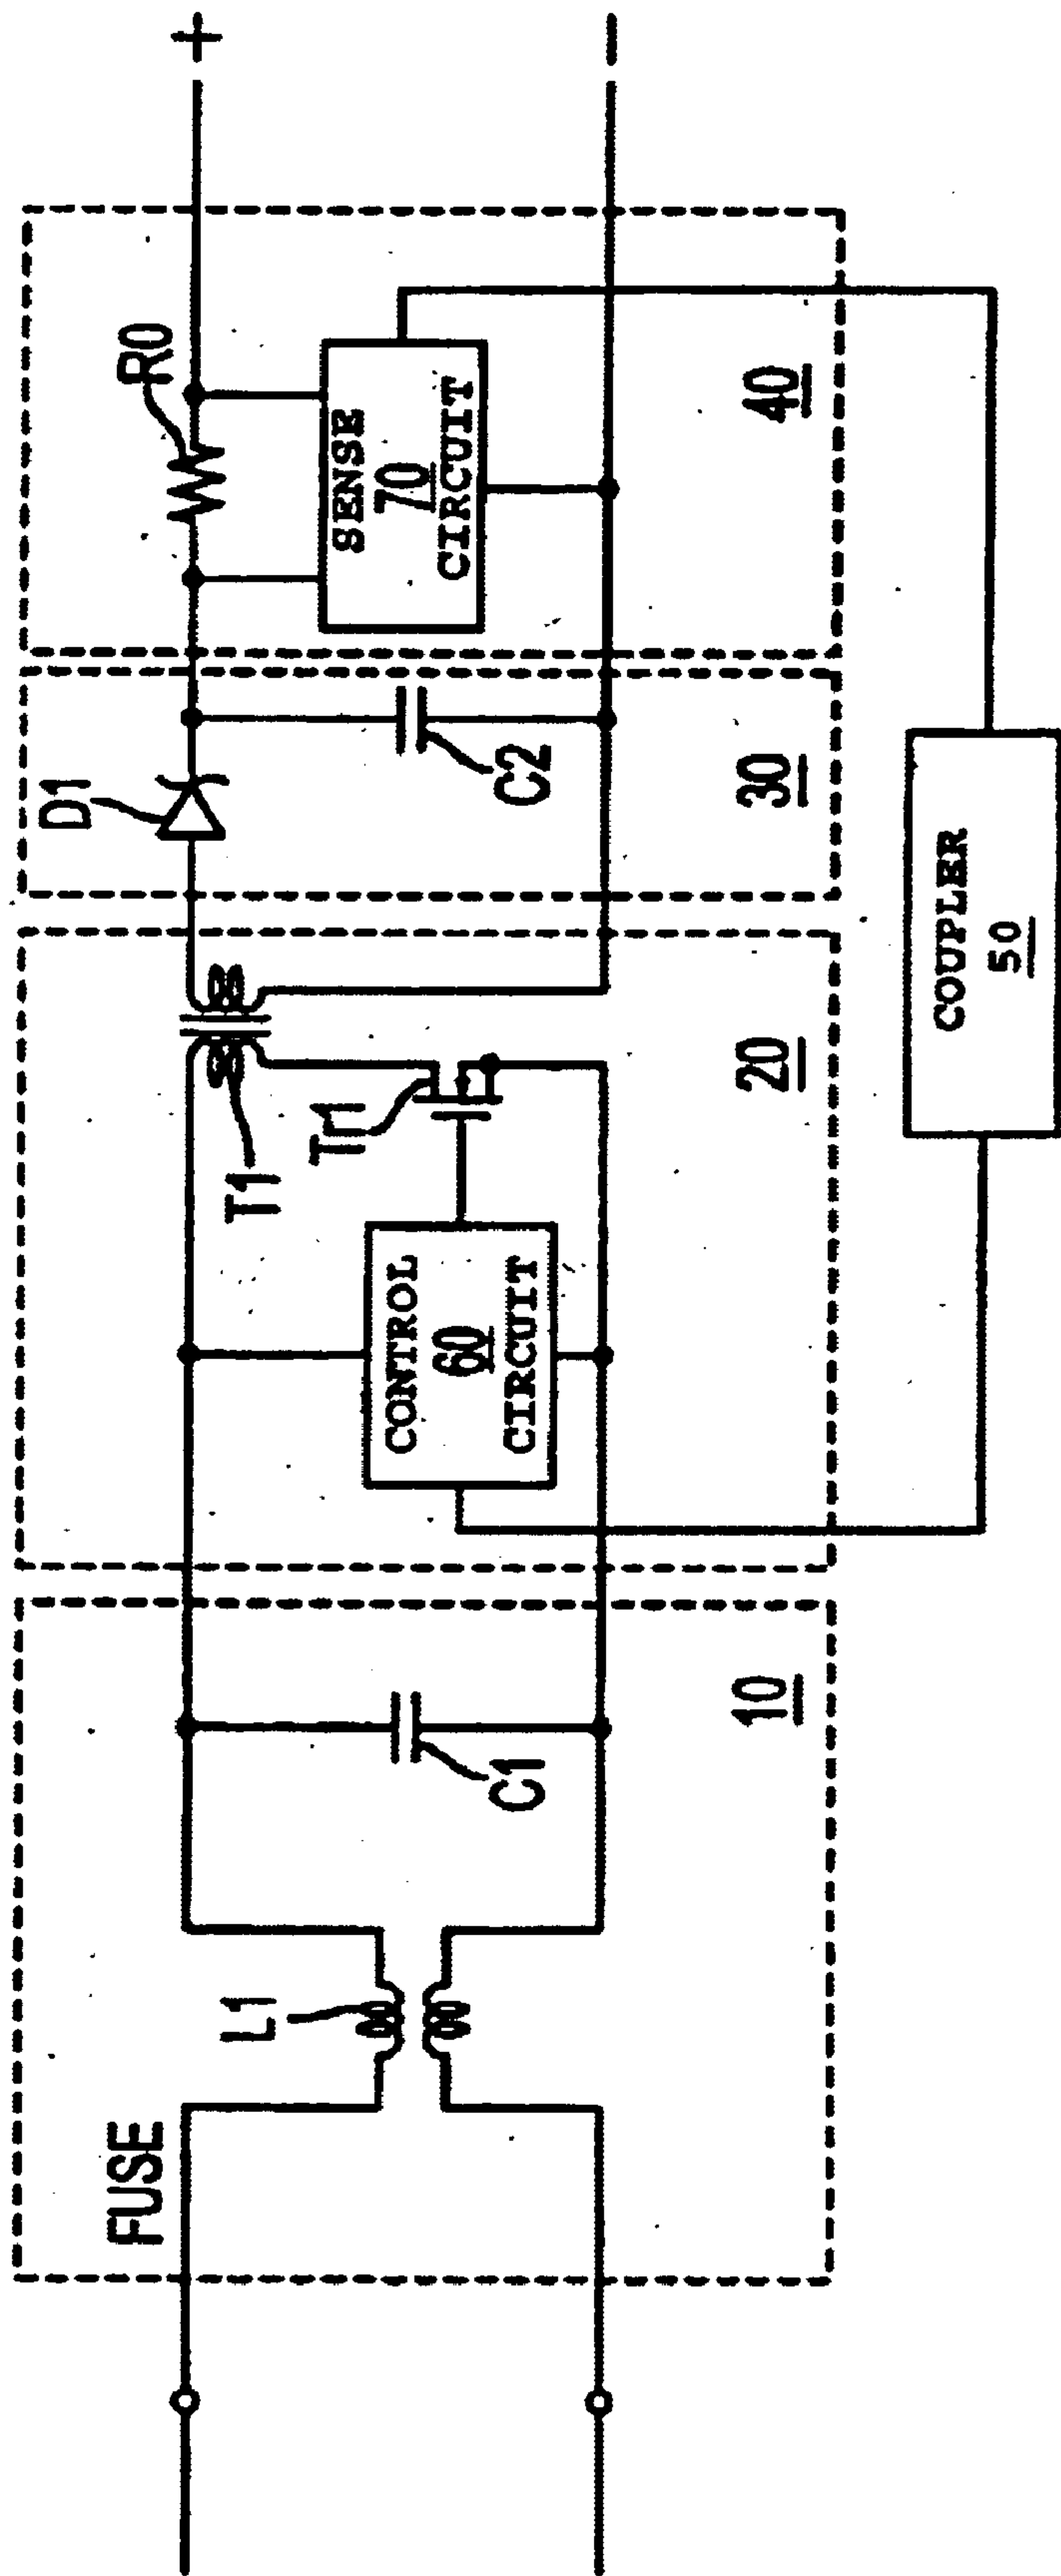 +
−
FUSE
L1
C1
10
T1
Tr1
CONTROL
60
CIRCUIT
20
D1
C2
30
R0
SENSE
70
CIRCUIT
40
COUPLER
50